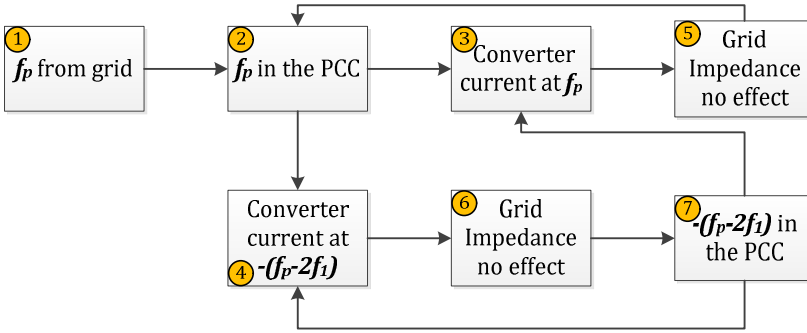 1
fp from grid
2
fp in the PCC
3
Converter
current at fp
5
Grid
Impedance
no effect
Converter
current at
4 -(fp-2f1)
6
Grid
Impedance
no effect
7
-(fp-2f1) in
the PCC